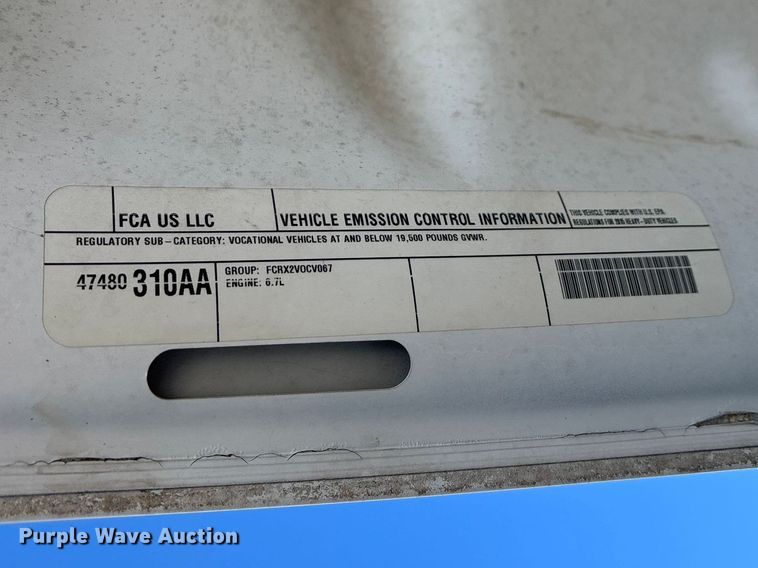 FCA US LLC
VEHICLE EMISSION CONTROL INFORMATION
THIS VEHICLE COMPLIES WITH U.S. EPA
REGULATIONS FOR 2015 HEAVY-DUTY VEHICLES
REGULATORY SUB-CATEGORY: VOCATIONAL VEHICLES AT AND BELOW 19,500 POUNDS GVWR.
47480 310AA
GROUP: FCRX2VOCV067
ENGINE: 6.7L
Purple Wave Auction